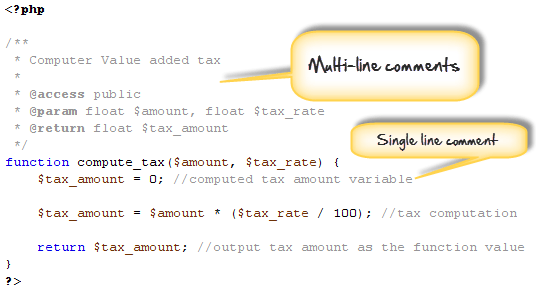 <?php
/**
* Computer Value added tax
*
* @access public
* @param float $amount, float $tax_rate
* @return float $tax_amount
*/
Multi-line comments
function compute_tax($amount, $tax_rate) {
$tax_amount = 0; //computed tax amount variable
Single line comment
$tax_amount = $amount * ($tax_rate / 100); //tax computation
return $tax_amount; //output tax amount as the function value
}
?>